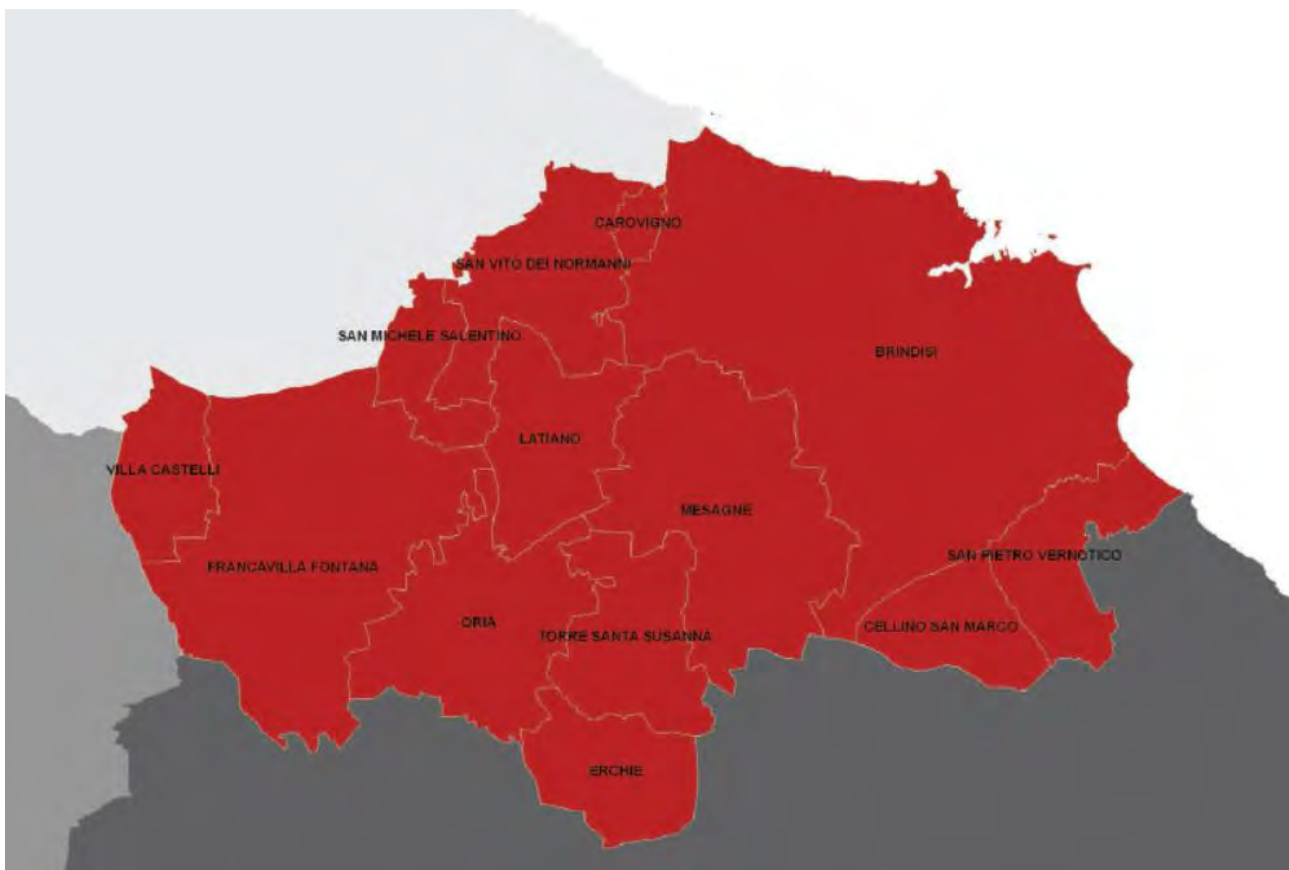 CAROVIGNO
SAN VITO DEI NORMANNI
SAN MICHELE SALENTINO
BRINDISI
LATIANO
VILLA CASTELLI
MESAGNE
SAN PIETRO VERNOTICO
FRANCAVILLA FONTANA
ORIA
CELLINO SAN MARCO
TORRE SANTA SUSANNA
ERCHIE